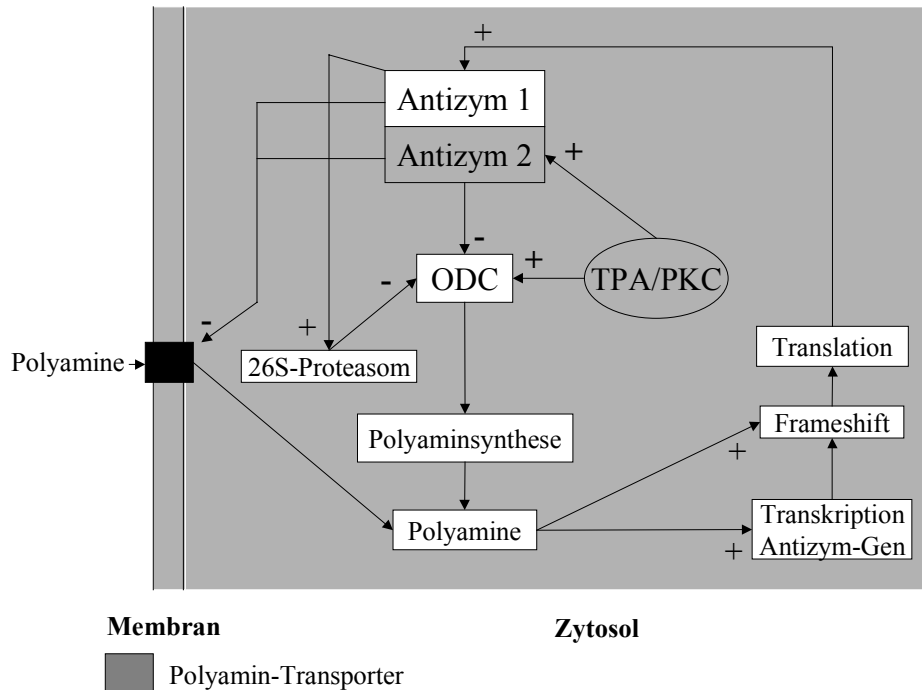 +
Antizym 1
Antizym 2
+
-
ODC
+
TPA/PKC
-
-
+
Translation
Polyamine
26S-Proteasom
Frameshift
Polyaminsynthese
+
Polyamine
Transkription
Antizym-Gen
+
Membran
Zytosol
Polyamin-Transporter